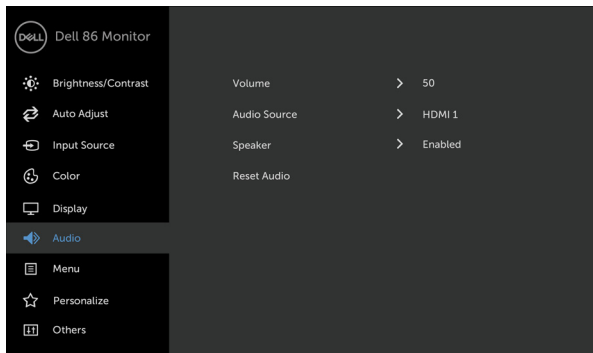 DELL Dell 86 Monitor
Brightness/Contrast Volume 50
Auto Adjust Audio Source HDMI 1
Input Source Speaker Enabled
Color Reset Audio
Display
Audio
Menu
Personalize
Others